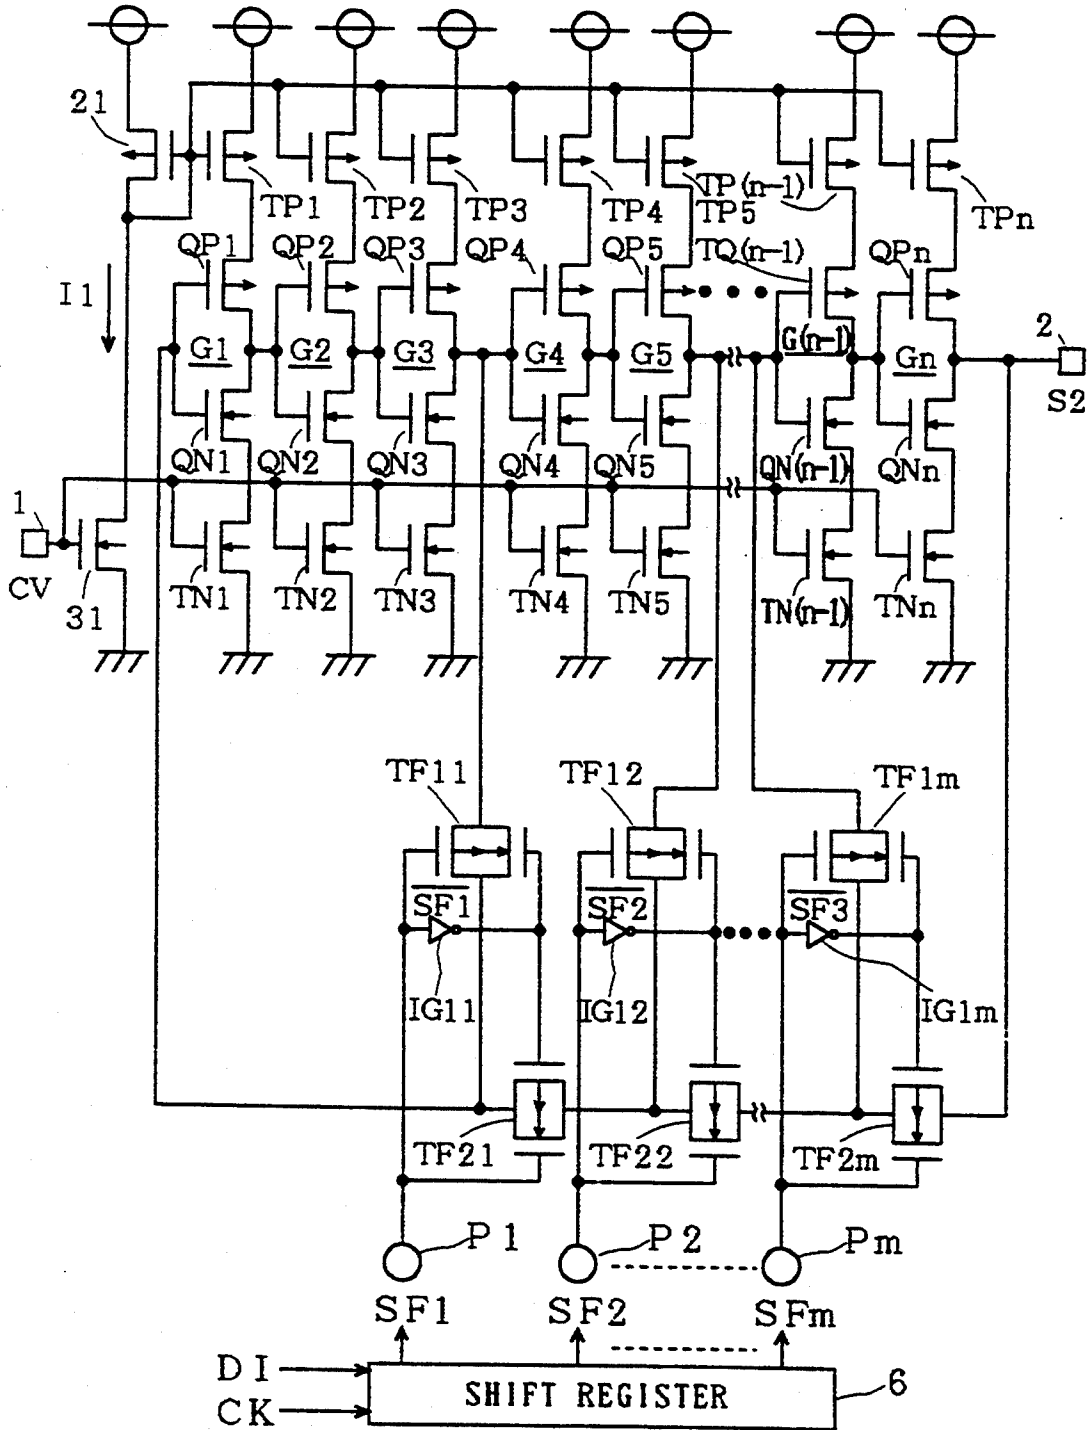 21
TP1
TP2
TP3
TP4
TP5
TP(n-1)
TPn
QP1
QP2
QP3
QP4
QP5
TQ(n-1)
QPn
I1
G1
G2
G3
G4
G5
G(n-1)
Gn
2
S2
QN1
QN2
QN3
QN4
QN5
QN(n-1)
QNn
1
CV
31
TN1
TN2
TN3
TN4
TN5
TN(n-1)
TNn
TF11
TF12
TF1m
S̅F̅1̅
S̅F̅2̅
S̅F̅3̅
IG11
IG12
IG1m
TF21
TF22
TF2m
P1
P2
Pm
SF1
SF2
SFm
DI
CK
SHIFT REGISTER
6